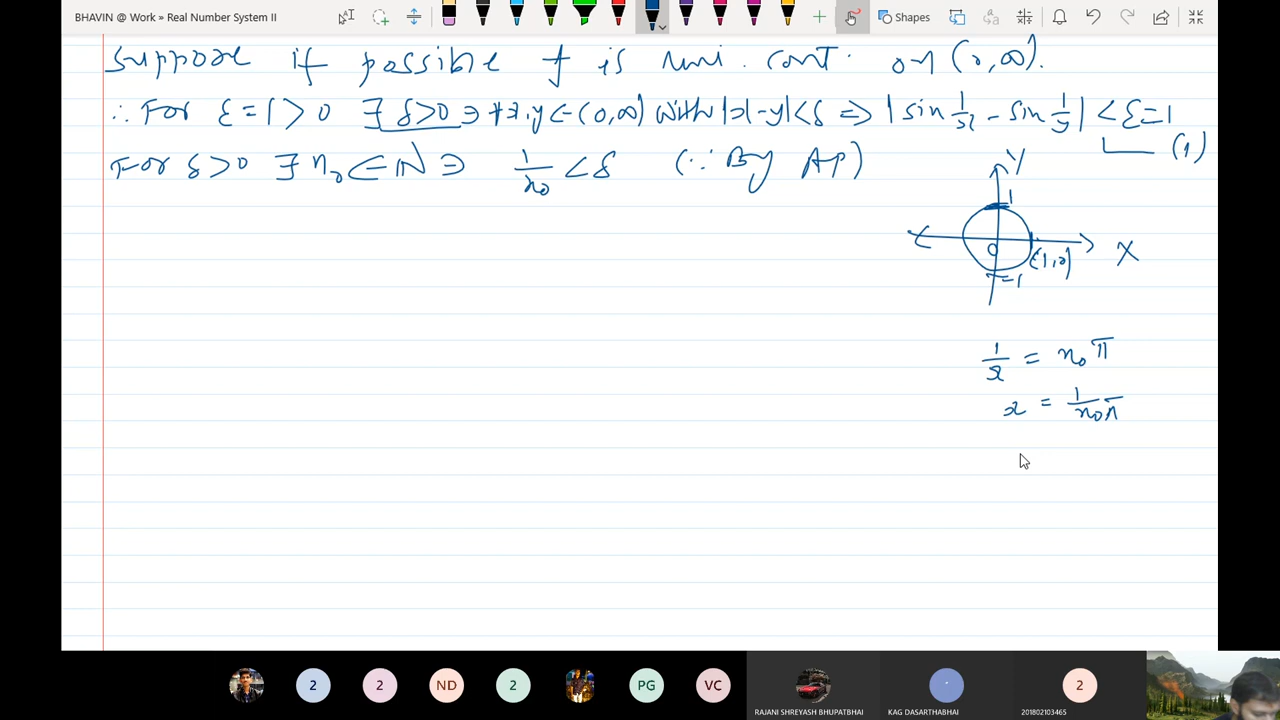 BHAVIN @ Work » Real Number System II
Shapes
Suppose if possible f is uni. cont. on (0,∞).
∴ For ε=1>0 ∃ δ>0 ∋ ∀x,y∈(0,∞) with |x-y|<δ ⇒ |sin 1/x - sin 1/y| <ε=1
(1)
For δ>0 ∃ n₀∈ℕ ∋ 1/n₀ <δ (∵ By AP)
Y
1
0
(1,0)
X
-1
1/x = n₀π
x = 1/n₀π
2
2
ND
2
PG
VC
2
RAJANI SHREYASH BHUPATBHAI
KAG DASARTHABHAI
201802103465